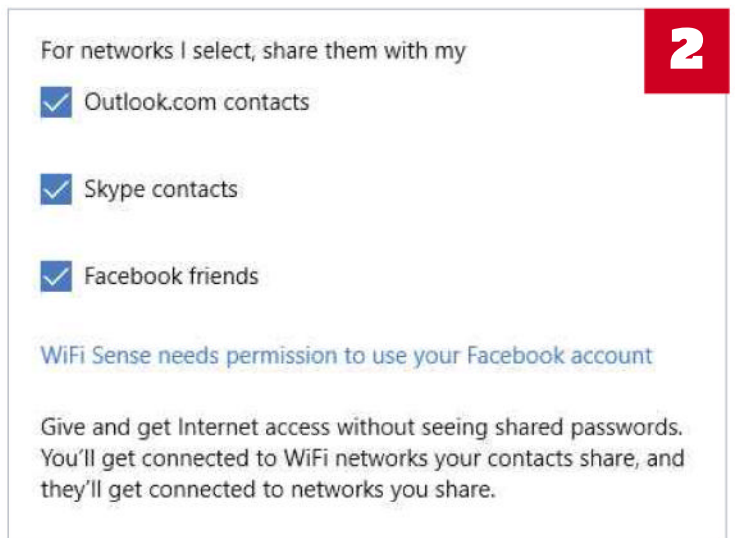 For networks I select, share them with my
2
Outlook.com contacts
Skype contacts
Facebook friends
WiFi Sense needs permission to use your Facebook account
Give and get Internet access without seeing shared passwords.
You'll get connected to WiFi networks your contacts share, and
they'll get connected to networks you share.